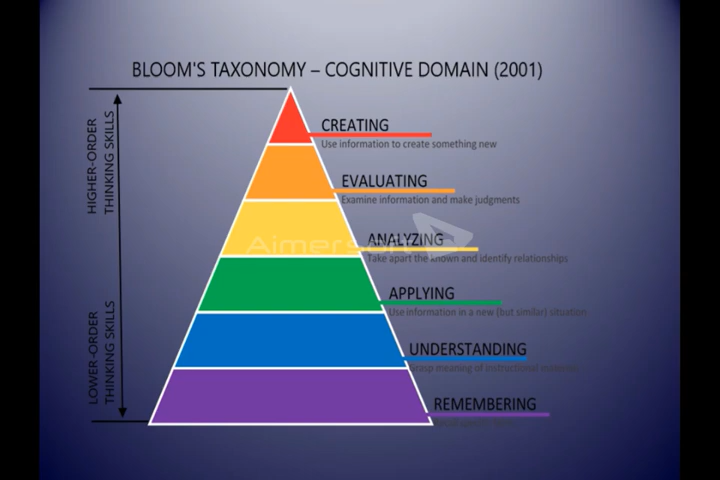 BLOOM'S TAXONOMY – COGNITIVE DOMAIN (2001)
HIGHER-ORDER
THINKING SKILLS
CREATING
Use information to create something new
EVALUATING
Examine information and make judgments
Aimerson
ANALYZING
Take apart the known and identify relationships
APPLYING
Use information in a new (but similar) situation
LOWER-ORDER
THINKING SKILLS
UNDERSTANDING
Grasp meaning of instructional
REMEMBERING